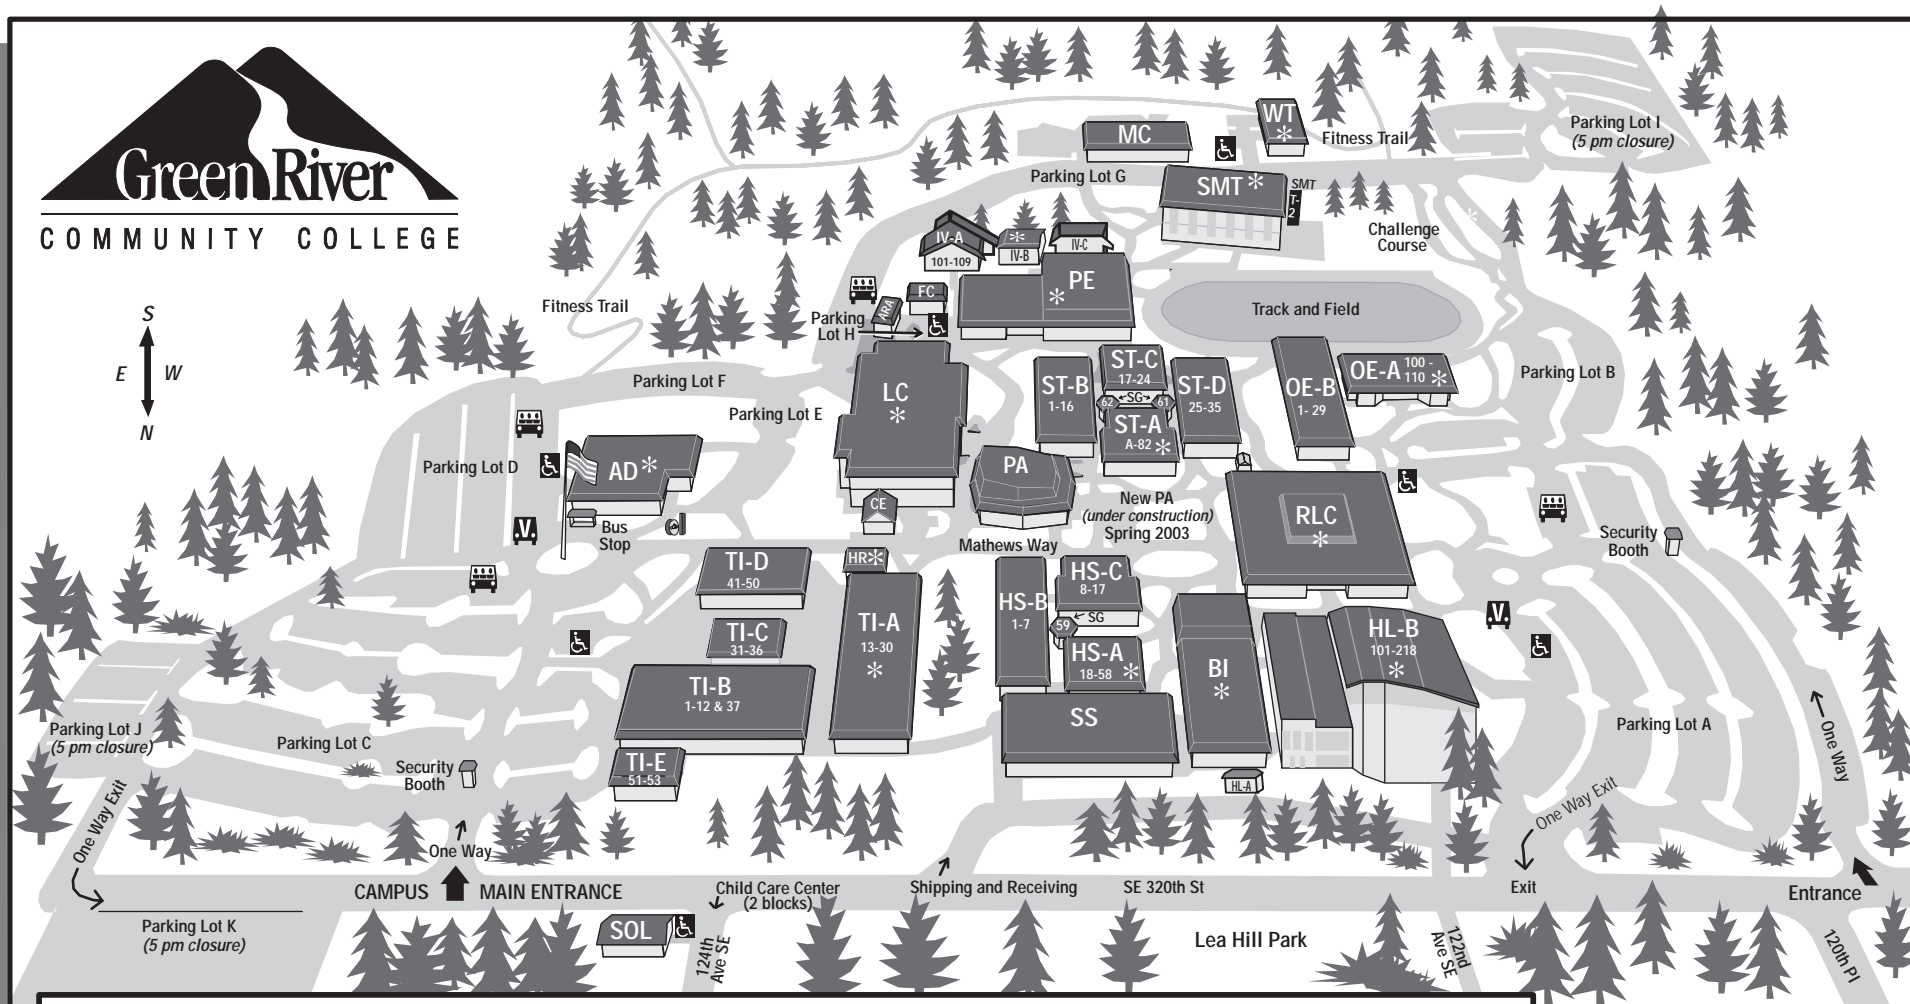 Green River
COMMUNITY COLLEGE
S
E W
N
MC
WT
*
Fitness Trail
Parking Lot I
(5 pm closure)
Parking Lot G
SMT *
SMT
T-
2
Challenge
Course
IV-A
101-109
*
IV-B
IV-C
PE
*
FC
ARA
Fitness Trail
Parking
Lot H
Track and Field
Parking Lot F
Parking Lot E
LC
*
ST-B
1-16
ST-C
17-24
62
SG
61
ST-A
A-82 *
ST-D
25-35
OE-B
1- 29
OE-A 100 -
110 *
Parking Lot B
Parking Lot D
AD *
V
Bus
Stop
CE
PA
New PA
(under construction)
Spring 2003
Mathews Way
RLC
*
Security
Booth
TI-D
41-50
HR *
TI-C
31-36
TI-A
13-30
*
TI-B
1-12 & 37
TI-E
51-53
HS-B
1-7
HS-C
8-17
SG
59
HS-A
18-58 *
SS
BI
*
HL-A
HL-B
101-218
*
V
Parking Lot A
One Way
Parking Lot J
(5 pm closure)
Parking Lot C
Security
Booth
One Way Exit
One Way
One Way Exit
CAMPUS MAIN ENTRANCE
Child Care Center
(2 blocks)
Shipping and Receiving
SE 320th St
Exit
Entrance
Parking Lot K
(5 pm closure)
SOL
124th
Ave SE
Lea Hill Park
122nd
Ave SE
120th Pl